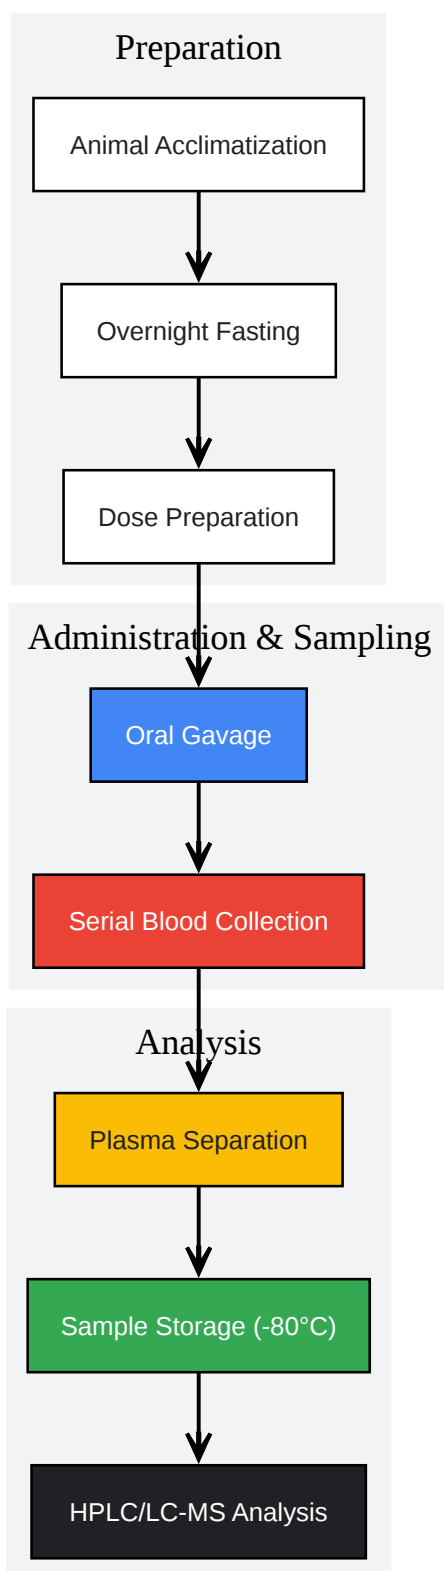 Preparation
Animal Acclimatization
Overnight Fasting
Dose Preparation
Administration & Sampling
Oral Gavage
Serial Blood Collection
Analysis
Plasma Separation
Sample Storage (-80°C)
HPLC/LC-MS Analysis